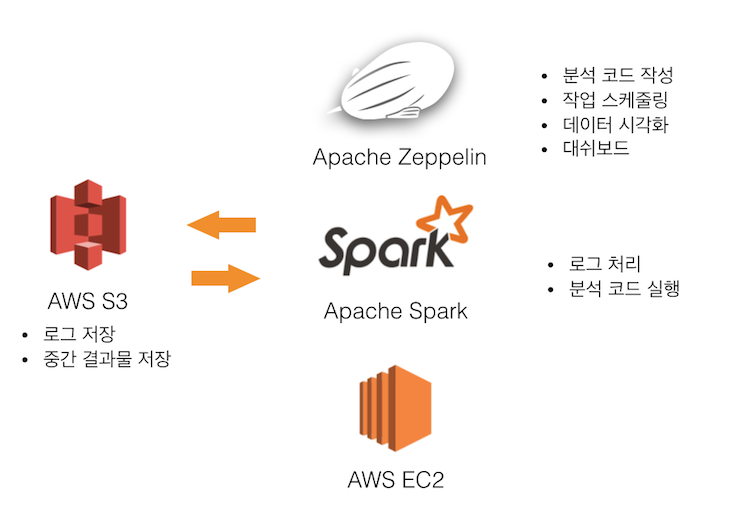 Apache Zeppelin
• 분석 코드 작성
• 작업 스케줄링
• 데이터 시각화
• 대쉬보드
AWS S3
• 로그 저장
• 중간 결과물 저장
Spark
Apache Spark
• 로그 처리
• 분석 코드 실행
AWS EC2